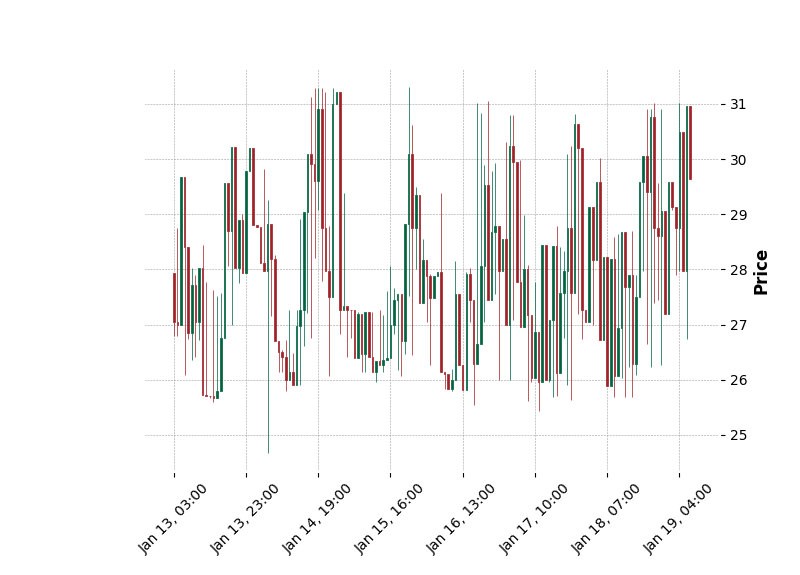 31
30
29
28
27
26
25
Price
Jan 13, 03:00
Jan 13, 23:00
Jan 14, 19:00
Jan 15, 16:00
Jan 16, 13:00
Jan 17, 10:00
Jan 18, 07:00
Jan 19, 04:00